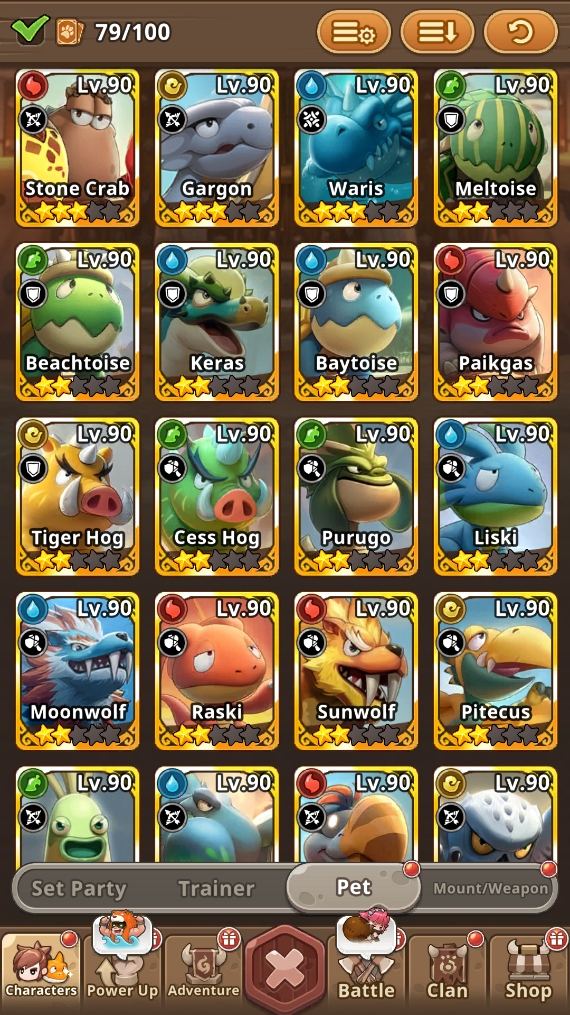 79/100
Lv.90 Lv.90 Lv.90 Lv.90
Stone Crab Gargon Waris Meltoise
Lv.90 Lv.90 Lv.90 Lv.90
Beachtoise Keras Baytoise Paikgas
Lv.90 Lv.90 Lv.90 Lv.90
Tiger Hog Cess Hog Purugo Liski
Lv.90 Lv.90 Lv.90 Lv.90
Moonwolf Raski Sunwolf Pitecus
Lv.90 Lv.90 Lv.90 Lv.90
Set Party Trainer Pet Mount/Weapon
Characters Power Up Adventure Battle Clan Shop